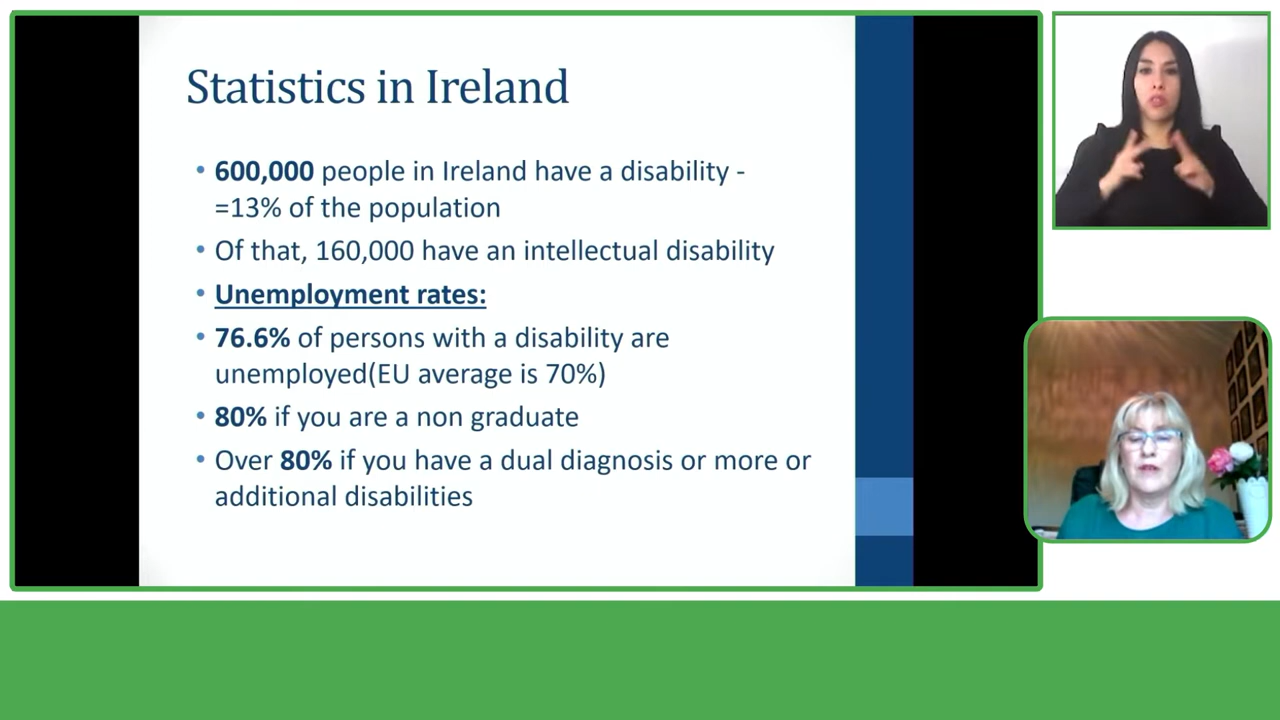 Statistics in Ireland
• 600,000 people in Ireland have a disability -
=13% of the population
• Of that, 160,000 have an intellectual disability
• Unemployment rates:
• 76.6% of persons with a disability are
unemployed(EU average is 70%)
• 80% if you are a non graduate
• Over 80% if you have a dual diagnosis or more or
additional disabilities